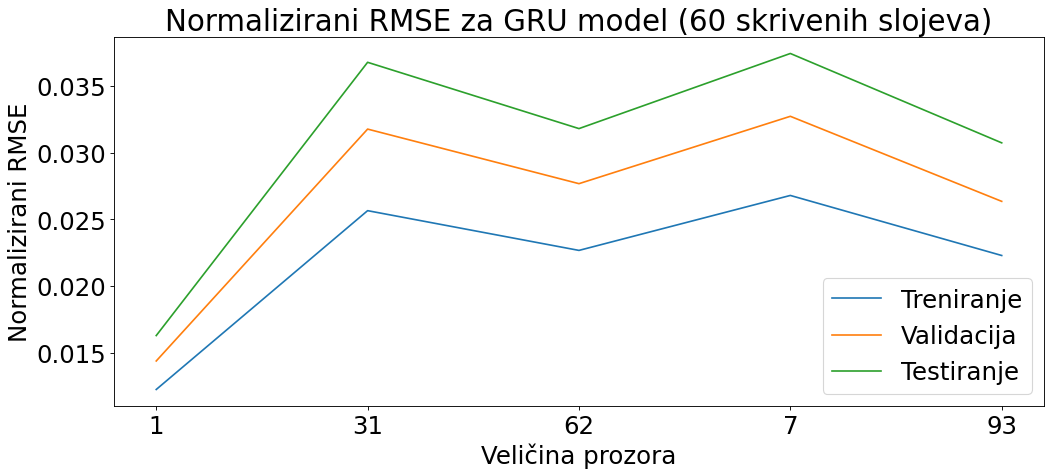 Normalizirani RMSE za GRU model (60 skrivenih slojeva)
Normalizirani RMSE
0.035
0.030
0.025
0.020
0.015
Treniranje
Validacija
Testiranje
1 31 62 7 93
Veličina prozora